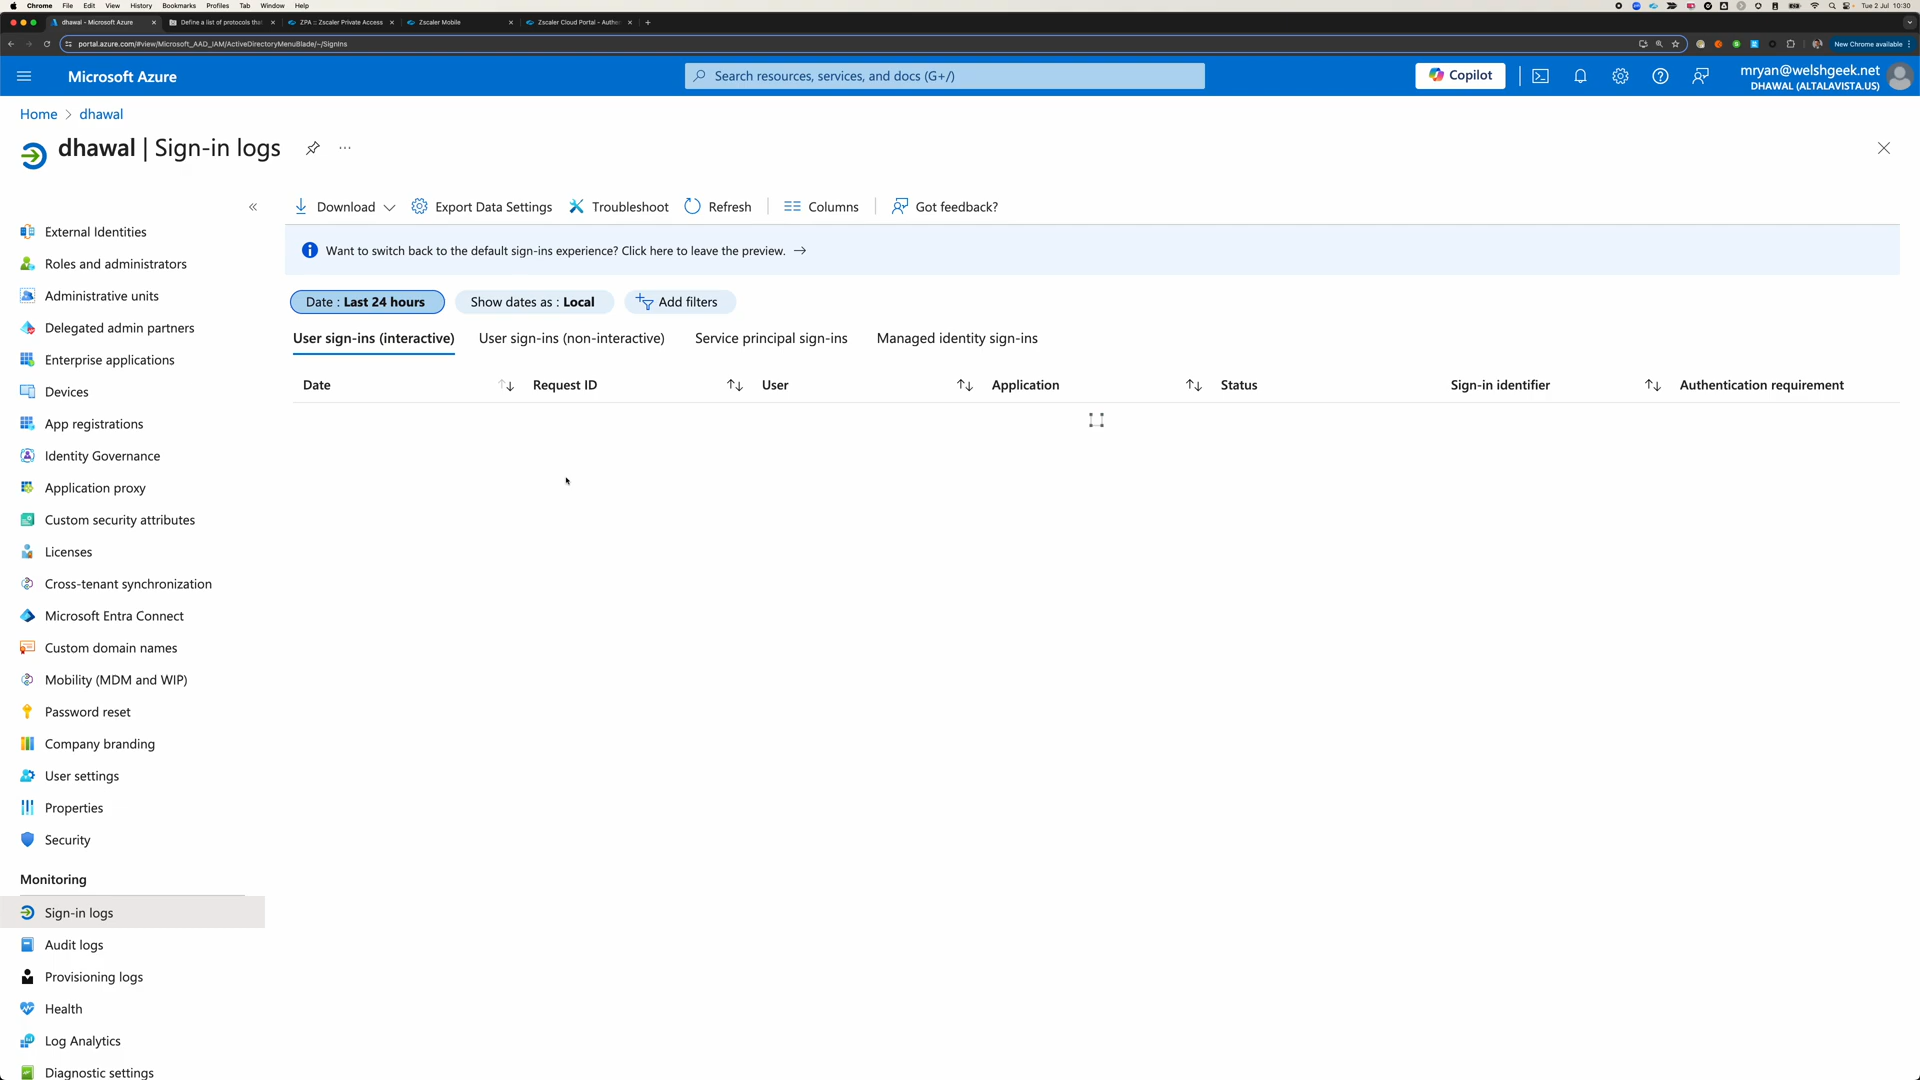 Chrome File Edit View History Bookmarks Profiles Tab Window Help
Tue 2 Jul 10:30
dhawal - Microsoft Azure
Define a list of protocols tha
ZPA :: Zscaler Private Access
Zscaler Mobile
Zscaler Cloud Portal - Authe
portal.azure.com/#view/Microsoft_AAD_IAM/ActiveDirectoryMenuBlade/~/SignIns
New Chrome available
Microsoft Azure
Search resources, services, and docs (G+/)
Copilot
mryan@welshgeek.net
DHAWAL (ALTALAVISTA.US)
Home > dhawal
dhawal | Sign-in logs
Download
Export Data Settings
Troubleshoot
Refresh
Columns
Got feedback?
Want to switch back to the default sign-ins experience? Click here to leave the preview. →
Date : Last 24 hours
Show dates as : Local
Add filters
User sign-ins (interactive)
User sign-ins (non-interactive)
Service principal sign-ins
Managed identity sign-ins
Date
Request ID
User
Application
Status
Sign-in identifier
Authentication requirement
External Identities
Roles and administrators
Administrative units
Delegated admin partners
Enterprise applications
Devices
App registrations
Identity Governance
Application proxy
Custom security attributes
Licenses
Cross-tenant synchronization
Microsoft Entra Connect
Custom domain names
Mobility (MDM and WIP)
Password reset
Company branding
User settings
Properties
Security
Monitoring
Sign-in logs
Audit logs
Provisioning logs
Health
Log Analytics
Diagnostic settings